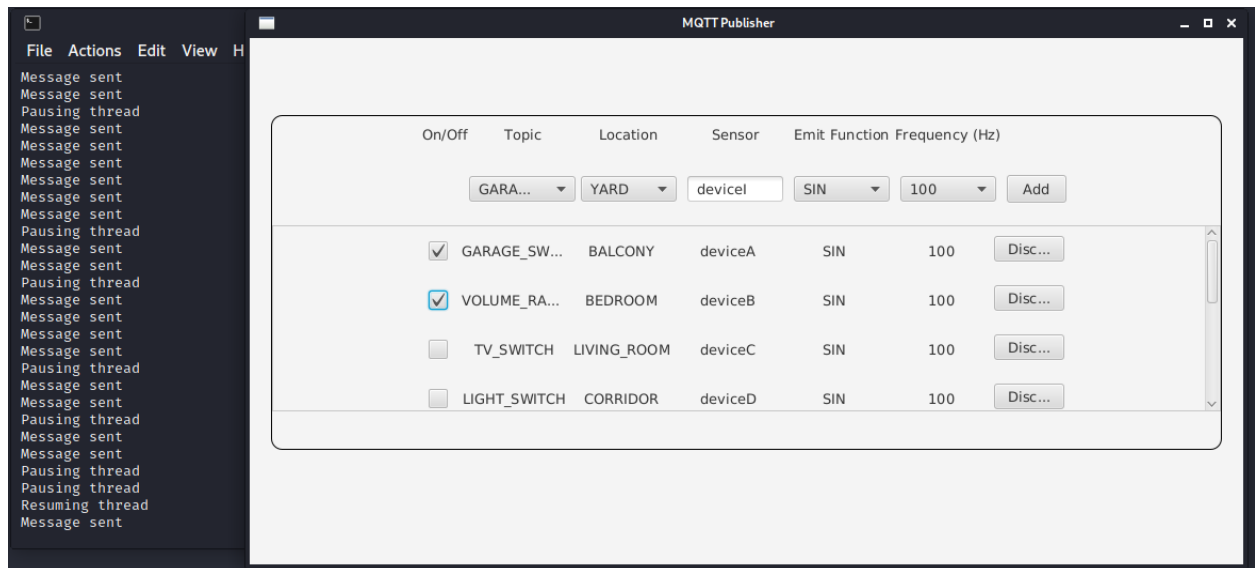 File Actions Edit View H
Message sent
Message sent
Pausing thread
Message sent
Message sent
Message sent
Message sent
Message sent
Message sent
Pausing thread
Message sent
Message sent
Pausing thread
Message sent
Message sent
Message sent
Message sent
Pausing thread
Message sent
Message sent
Pausing thread
Message sent
Message sent
Pausing thread
Pausing thread
Resuming thread
Message sent
MQTT Publisher
On/Off Topic Location Sensor Emit Function Frequency (Hz)
GARA... YARD deviceI SIN 100 Add
GARAGE_SW... BALCONY deviceA SIN 100 Disc...
VOLUME_RA... BEDROOM deviceB SIN 100 Disc...
TV_SWITCH LIVING_ROOM deviceC SIN 100 Disc...
LIGHT_SWITCH CORRIDOR deviceD SIN 100 Disc...